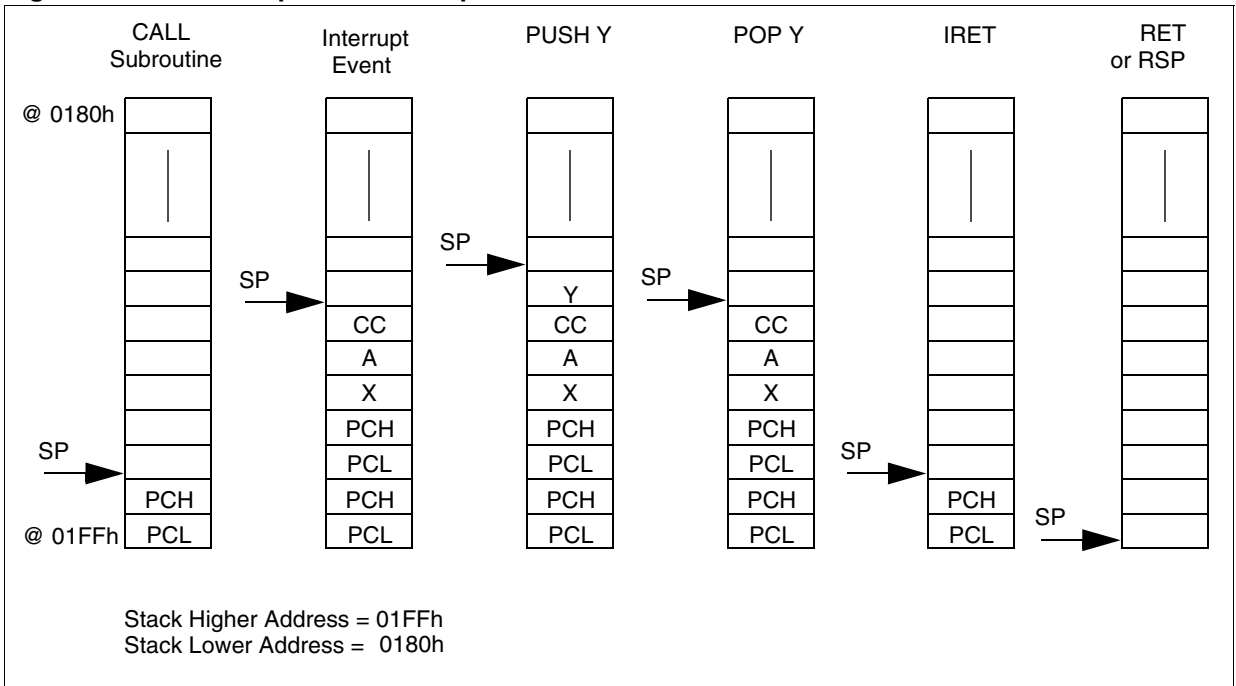 CALL
Subroutine
Interrupt
Event
PUSH Y
POP Y
IRET
RET
or RSP
@ 0180h
SP
SP
SP
Y
CC
CC
CC
A
A
A
X
X
X
PCH
PCH
PCH
SP
SP
PCL
PCL
PCL
PCH
PCH
PCH
PCH
PCH
SP
@ 01FFh
PCL
PCL
PCL
PCL
PCL
Stack Higher Address = 01FFh
Stack Lower Address = 0180h